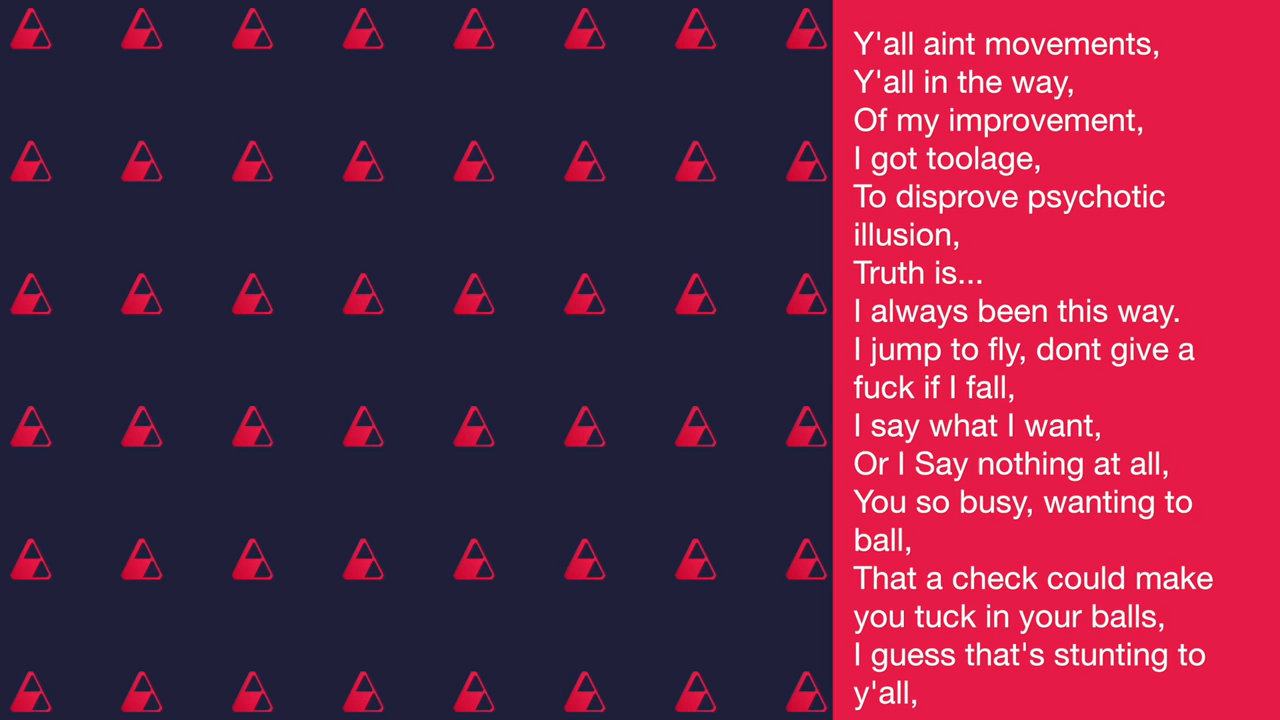 Y'all aint movements,
Y'all in the way,
Of my improvement,
I got toolage,
To disprove psychotic
illusion,
Truth is...
I always been this way.
I jump to fly, dont give a
fuck if I fall,
I say what I want,
Or I Say nothing at all,
You so busy, wanting to
ball,
That a check could make
you tuck in your balls,
I guess that's stunting to
y'all,